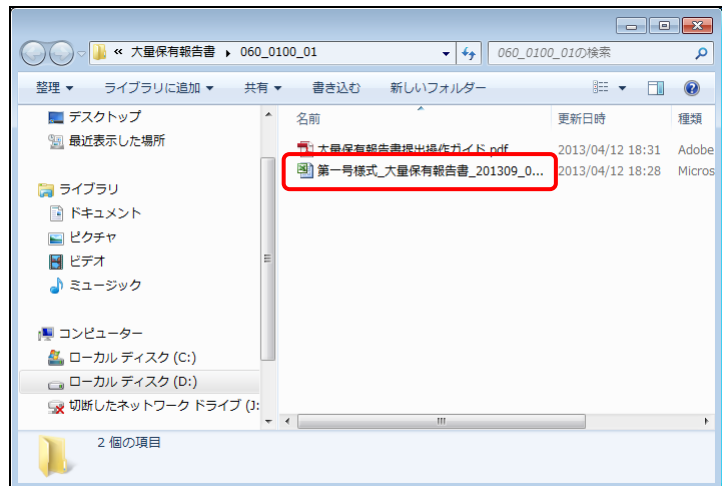 « 大量保有報告書 ▸ 060_0100_01
060_0100_01の検索
整理 ▼ ライブラリに追加 ▼ 共有 ▼ 書き込む 新しいフォルダー
デスクトップ
最近表示した場所
ライブラリ
ドキュメント
ピクチャ
ビデオ
ミュージック
コンピューター
ローカル ディスク (C:)
ローカル ディスク (D:)
切断したネットワーク ドライブ (J:
名前 更新日時 種類
大量保有報告書提出操作ガイド.pdf 2013/04/12 18:31 Adobe
第一号様式_大量保有報告書_201309_0... 2013/04/12 18:28 Micros
2 個の項目